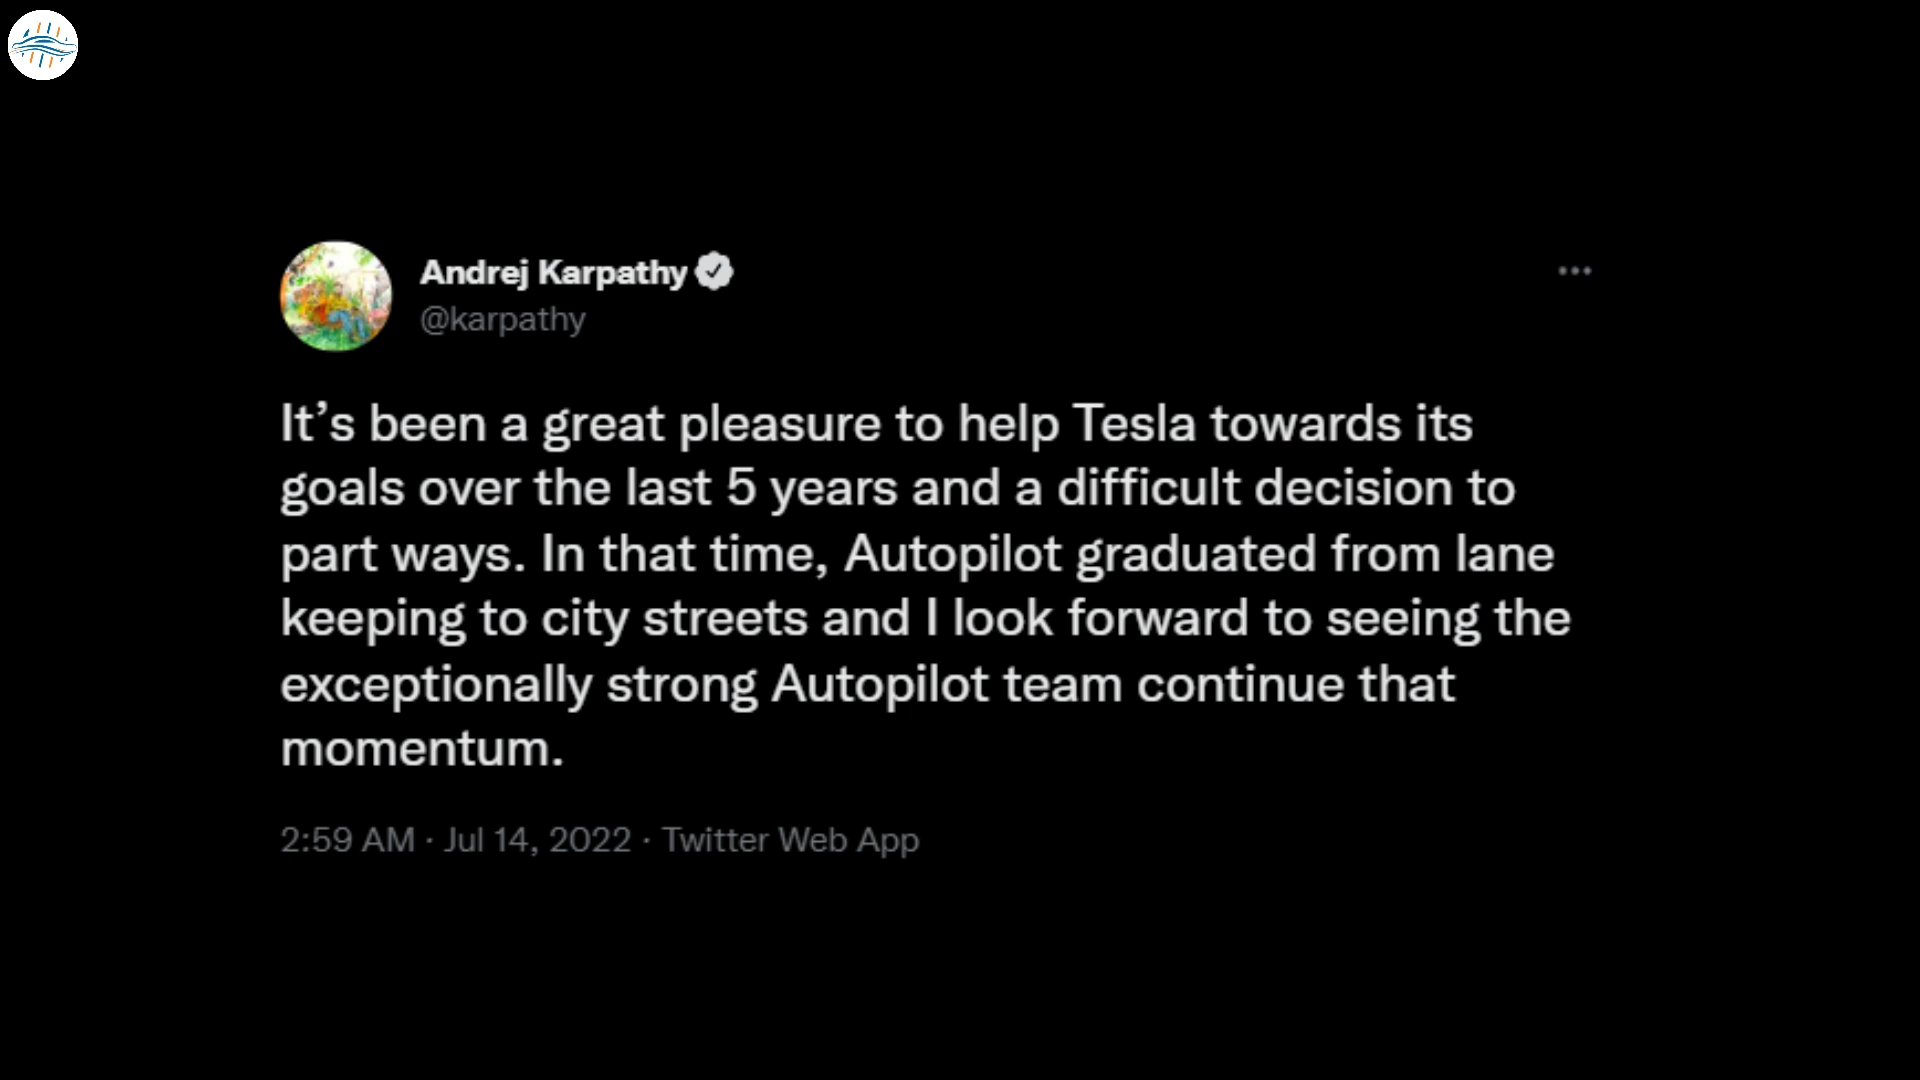 Andrej Karpathy
@karpathy
It’s been a great pleasure to help Tesla towards its
goals over the last 5 years and a difficult decision to
part ways. In that time, Autopilot graduated from lane
keeping to city streets and I look forward to seeing the
exceptionally strong Autopilot team continue that
momentum.
2:59 AM · Jul 14, 2022 · Twitter Web App